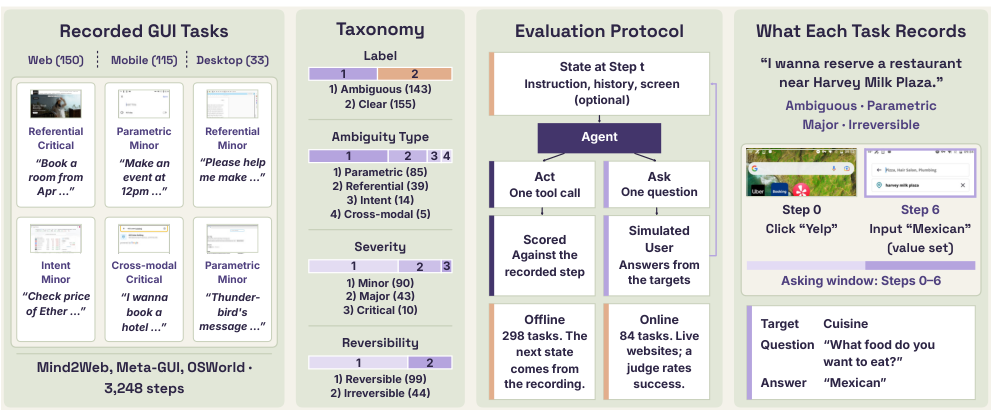 Recorded GUI Tasks
Web (150)
Mobile (115)
Desktop (33)
Referential
Critical
“Book a
room from
Apr ...”
Parametric
Minor
“Make an
event at
12pm ...”
Referential
Minor
“Please help
me make ...”
Intent
Minor
“Check price
of Ether ...”
Cross-modal
Critical
“I wanna
book a
hotel ...”
Parametric
Minor
“Thunder-
bird's
message ...”
Mind2Web, Meta-GUI, OSWorld ·
3,248 steps
Taxonomy
Label
1 2
1) Ambiguous (143)
2) Clear (155)
Ambiguity Type
1 2 3 4
1) Parametric (85)
2) Referential (39)
3) Intent (14)
4) Cross-modal (5)
Severity
1 2 3
1) Minor (90)
2) Major (43)
3) Critical (10)
Reversibility
1 2
1) Reversible (99)
2) Irreversible (44)
Evaluation Protocol
State at Step t
Instruction, history, screen
(optional)
Agent
Act
One tool call
Ask
One question
Scored
Against the
recorded step
Simulated
User
Answers from
the targets
Offline
298 tasks. The
next state
comes from
the recording.
Online
84 tasks. Live
websites; a
judge rates
success.
What Each Task Records
“I wanna reserve a restaurant
near Harvey Milk Plaza.”
Ambiguous · Parametric
Major · Irreversible
Google
Uber
Booking
Plaza, Hair Salon, Plumbing
harvey milk plaza
Step 0
Click “Yelp”
Step 6
Input “Mexican”
(value set)
Asking window: Steps 0–6
Target Cuisine
Question “What food do you
want to eat?”
Answer “Mexican”